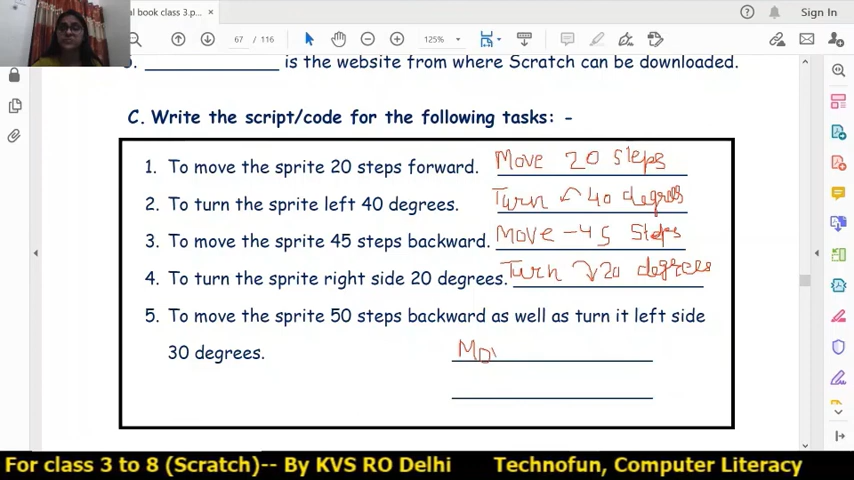 al book class 3.p... ×
Sign In
67 / 116
125%
_______________ is the website from where Scratch can be downloaded.
C. Write the script/code for the following tasks: -
1. To move the sprite 20 steps forward. Move 20 steps
2. To turn the sprite left 40 degrees. Turn ↶ 40 degrees
3. To move the sprite 45 steps backward. Move -45 Steps
4. To turn the sprite right side 20 degrees. Turn ↷ 20 degrees
5. To move the sprite 50 steps backward as well as turn it left side
30 degrees. Mov
For class 3 to 8 (Scratch)-- By KVS RO Delhi Technofun, Computer Literacy